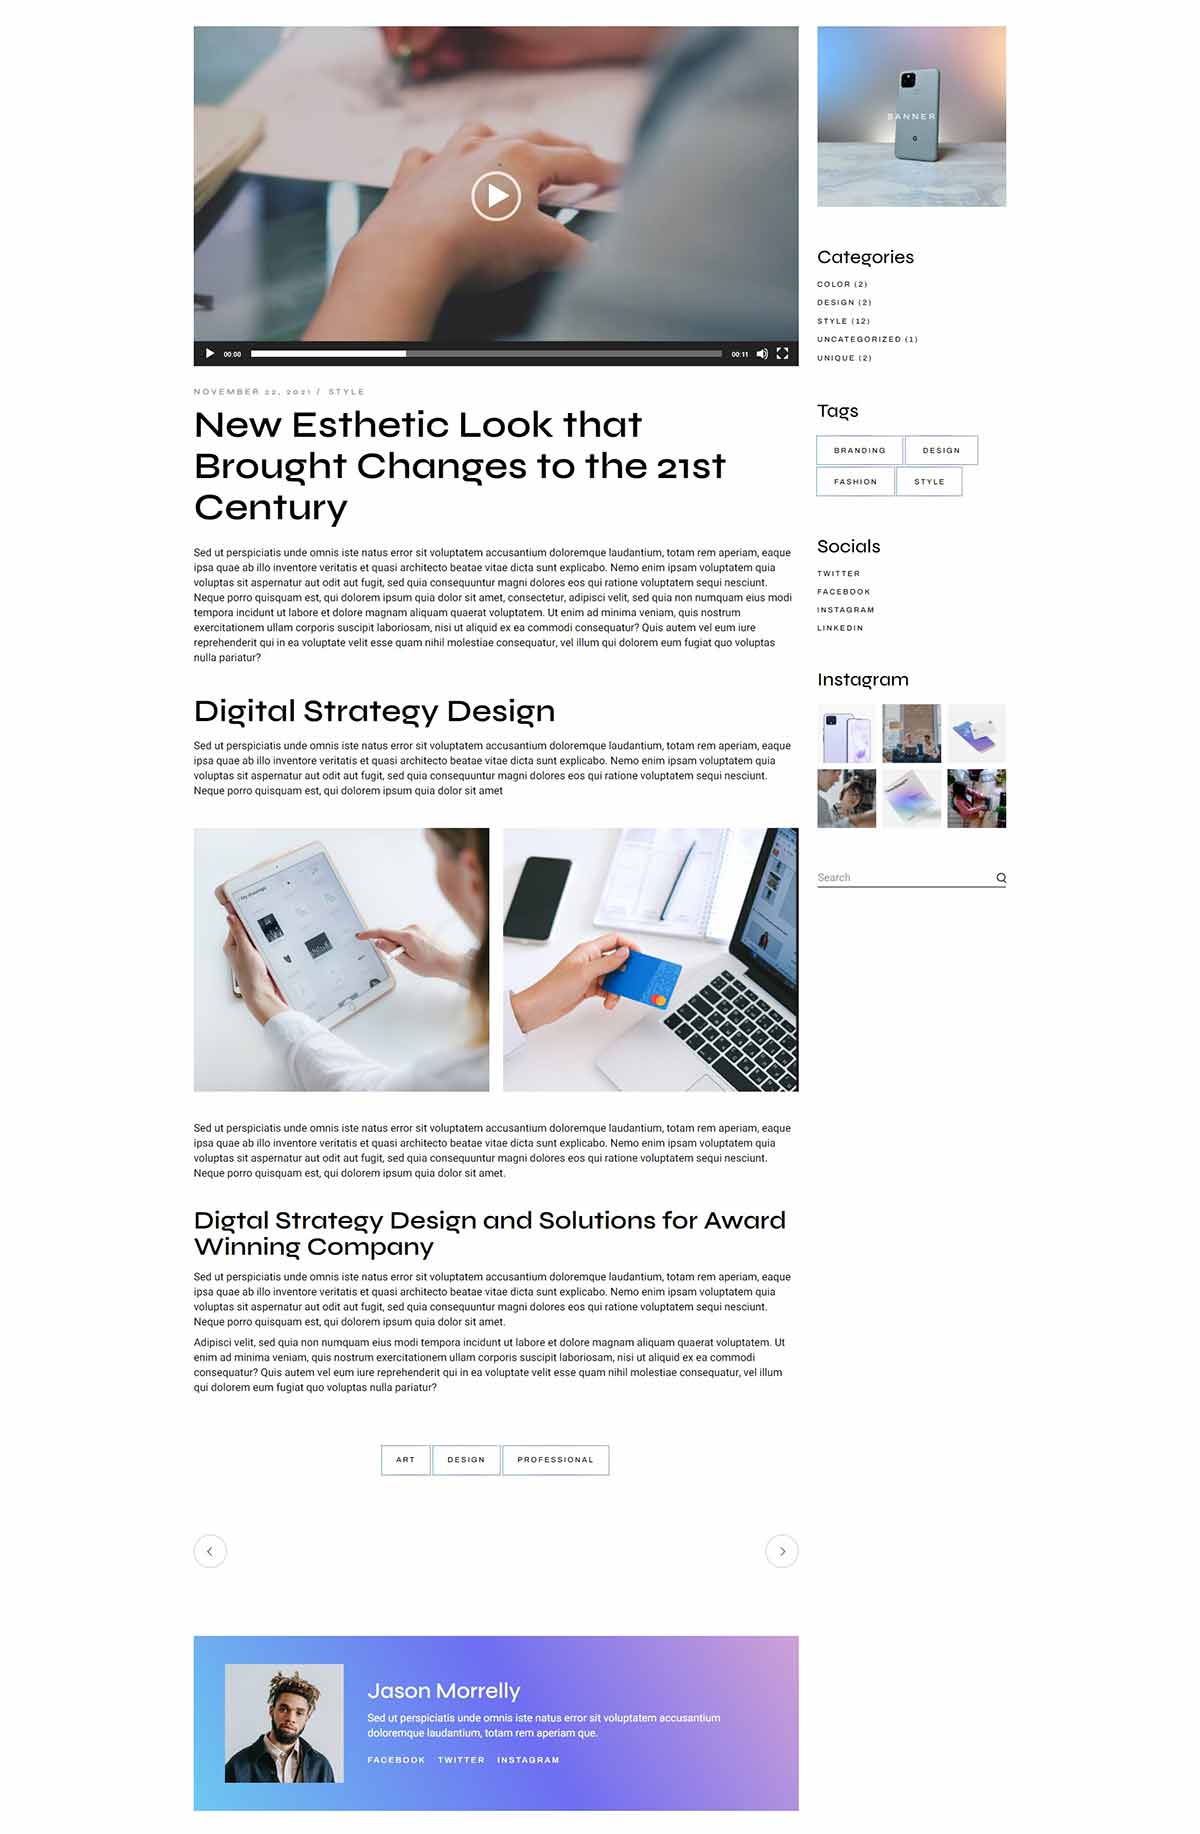 00:00
00:11
NOVEMBER 22, 2021 / STYLE
New Esthetic Look that
Brought Changes to the 21st
Century
Sed ut perspiciatis unde omnis iste natus error sit voluptatem accusantium doloremque laudantium, totam rem aperiam, eaque
ipsa quae ab illo inventore veritatis et quasi architecto beatae vitae dicta sunt explicabo. Nemo enim ipsam voluptatem quia
voluptas sit aspernatur aut odit aut fugit, sed quia consequuntur magni dolores eos qui ratione voluptatem sequi nesciunt.
Neque porro quisquam est, qui dolorem ipsum quia dolor sit amet, consectetur, adipisci velit, sed quia non numquam eius modi
tempora incidunt ut labore et dolore magnam aliquam quaerat voluptatem. Ut enim ad minima veniam, quis nostrum
exercitationem ullam corporis suscipit laboriosam, nisi ut aliquid ex ea commodi consequatur? Quis autem vel eum iure
reprehenderit qui in ea voluptate velit esse quam nihil molestiae consequatur, vel illum qui dolorem eum fugiat quo voluptas
nulla pariatur?
Digital Strategy Design
Sed ut perspiciatis unde omnis iste natus error sit voluptatem accusantium doloremque laudantium, totam rem aperiam, eaque
ipsa quae ab illo inventore veritatis et quasi architecto beatae vitae dicta sunt explicabo. Nemo enim ipsam voluptatem quia
voluptas sit aspernatur aut odit aut fugit, sed quia consequuntur magni dolores eos qui ratione voluptatem sequi nesciunt.
Neque porro quisquam est, qui dolorem ipsum quia dolor sit amet
Sed ut perspiciatis unde omnis iste natus error sit voluptatem accusantium doloremque laudantium, totam rem aperiam, eaque
ipsa quae ab illo inventore veritatis et quasi architecto beatae vitae dicta sunt explicabo. Nemo enim ipsam voluptatem quia
voluptas sit aspernatur aut odit aut fugit, sed quia consequuntur magni dolores eos qui ratione voluptatem sequi nesciunt.
Neque porro quisquam est, qui dolorem ipsum quia dolor sit amet.
Digtal Strategy Design and Solutions for Award
Winning Company
Sed ut perspiciatis unde omnis iste natus error sit voluptatem accusantium doloremque laudantium, totam rem aperiam, eaque
ipsa quae ab illo inventore veritatis et quasi architecto beatae vitae dicta sunt explicabo. Nemo enim ipsam voluptatem quia
voluptas sit aspernatur aut odit aut fugit, sed quia consequuntur magni dolores eos qui ratione voluptatem sequi nesciunt.
Neque porro quisquam est, qui dolorem ipsum quia dolor sit amet.
Adipisci velit, sed quia non numquam eius modi tempora incidunt ut labore et dolore magnam aliquam quaerat voluptatem. Ut
enim ad minima veniam, quis nostrum exercitationem ullam corporis suscipit laboriosam, nisi ut aliquid ex ea commodi
consequatur? Quis autem vel eum iure reprehenderit qui in ea voluptate velit esse quam nihil molestiae consequatur, vel illum
qui dolorem eum fugiat quo voluptas nulla pariatur?
ART DESIGN PROFESSIONAL
Jason Morrelly
Sed ut perspiciatis unde omnis iste natus error sit voluptatem accusantium
doloremque laudantium, totam rem aperiam que.
FACEBOOK TWITTER INSTAGRAM
BANNER
Categories
COLOR (2)
DESIGN (2)
STYLE (12)
UNCATEGORIZED (1)
UNIQUE (2)
Tags
BRANDING DESIGN
FASHION STYLE
Socials
TWITTER
FACEBOOK
INSTAGRAM
LINKEDIN
Instagram
Search